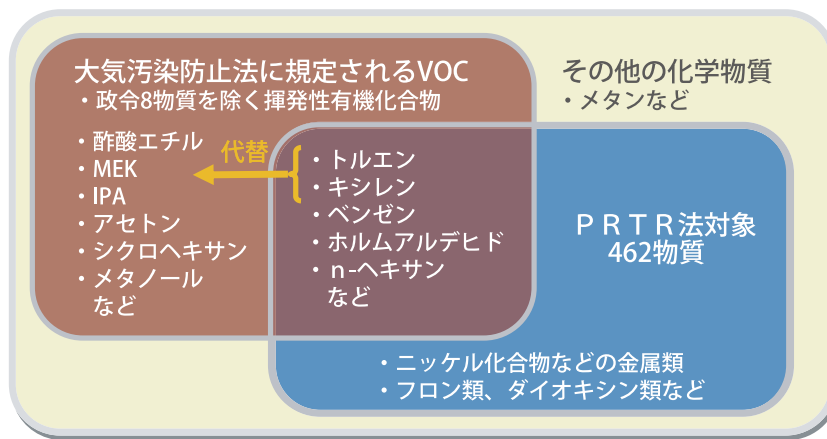 大気汚染防止法に規定されるVOC
・政令8物質を除く揮発性有機化合物
・酢酸エチル
・MEK
・IPA
・アセトン
・シクロヘキサン
・メタノール
など
代替
・トルエン
・キシレン
・ベンゼン
・ホルムアルデヒド
・n-ヘキサン
など
その他の化学物質
・メタンなど
ＰＲＴＲ法対象
462物質
・ニッケル化合物などの金属類
・フロン類、ダイオキシン類など